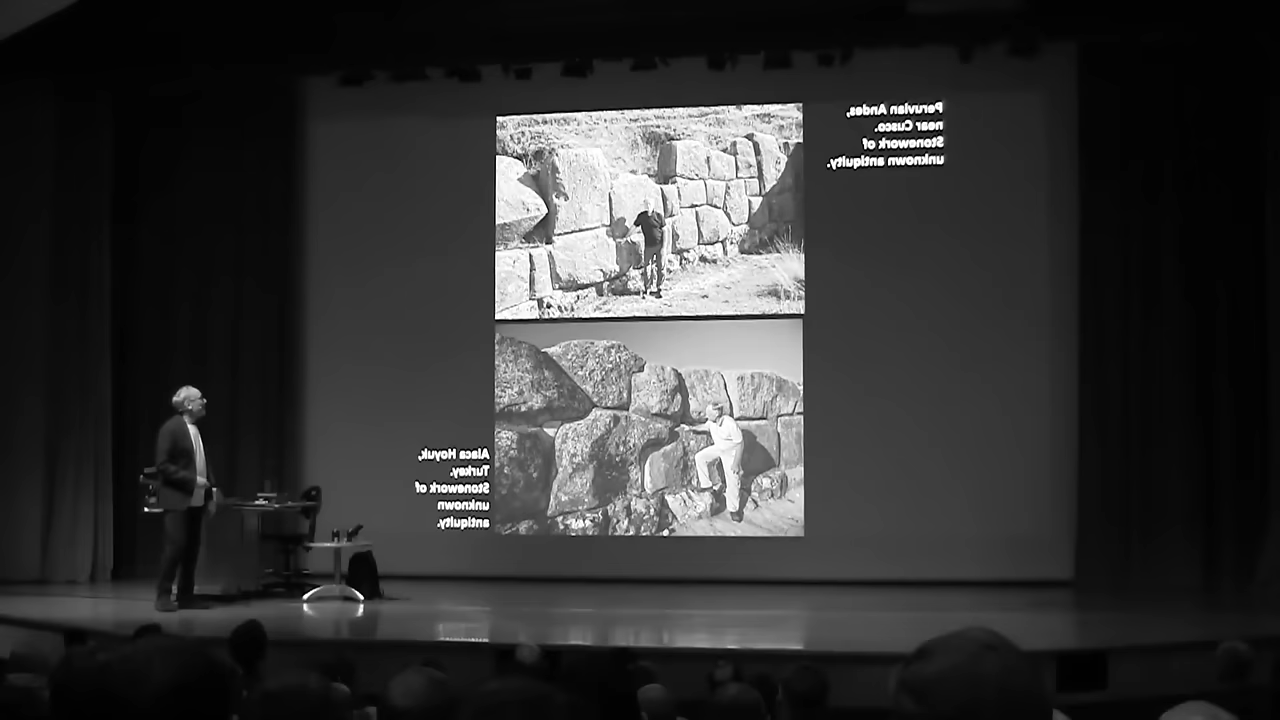 Peruvian Andes,
near Cusco.
Stonework of
unknown antiquity.
Alaca Hoyuk,
Turkey.
Stonework of
unknown
antiquity.